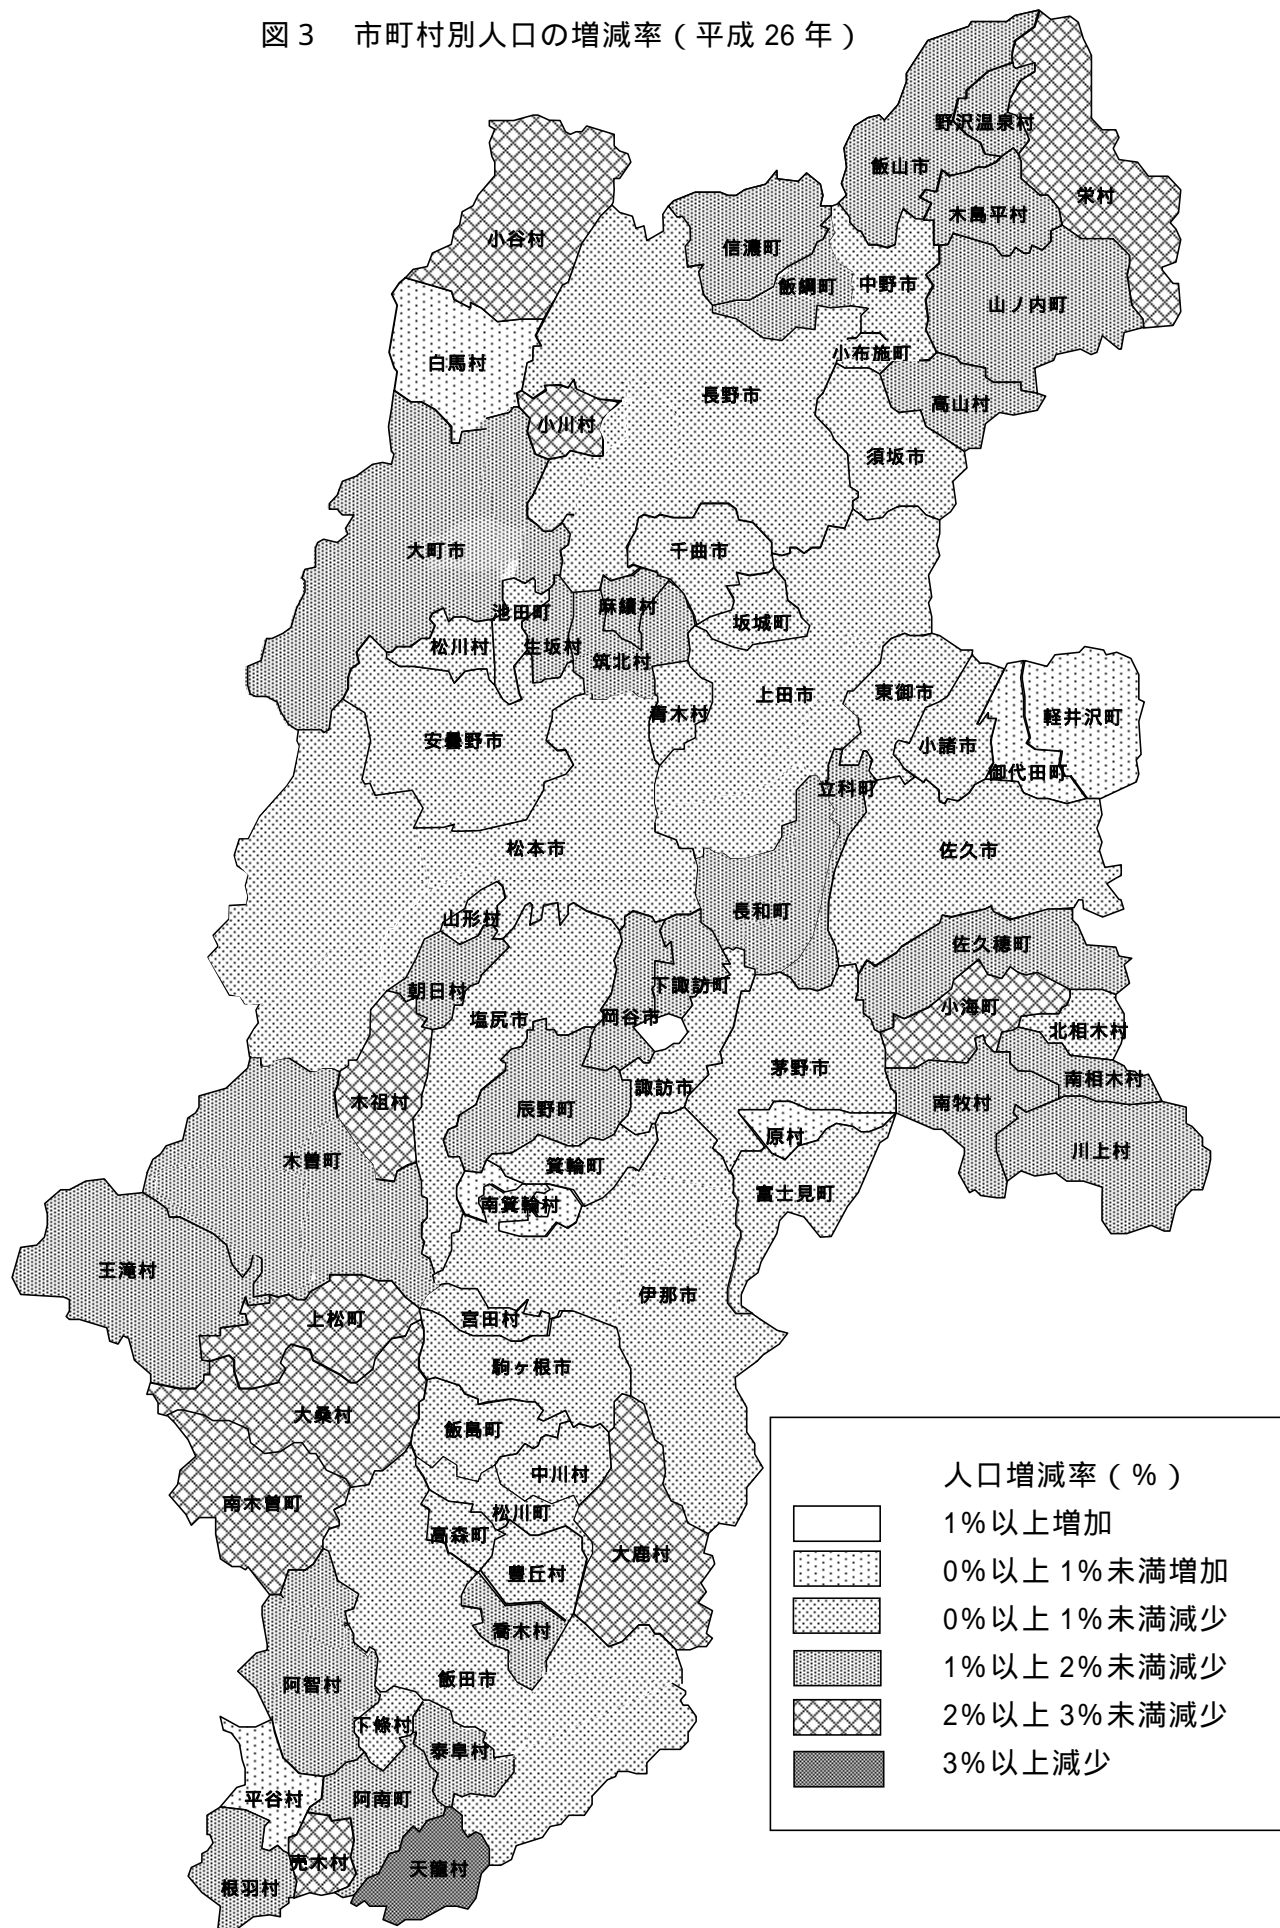 図３　市町村別人口の増減率（平成 26 年）
野沢温泉村
飯山市
栄村
木島平村
小谷村
信濃町
飯綱町
中野市
山ノ内町
小布施町
白馬村
長野市
高山村
小川村
須坂市
大町市
千曲市
麻績村
池田町
坂城町
松川村
生坂村
筑北村
上田市
東御市
青木村
軽井沢町
安曇野市
小諸市
御代田町
立科町
松本市
佐久市
長和町
山形村
佐久穂町
下諏訪町
朝日村
小海町
岡谷市
塩尻市
北相木村
茅野市
諏訪市
南相木村
木祖村
南牧村
辰野町
原村
川上村
木曽町
箕輪町
富士見町
南箕輪村
王滝村
伊那市
上松町
宮田村
駒ヶ根市
大桑村
飯島町
中川村
南木曽町
松川町
高森町
大鹿村
豊丘村
喬木村
飯田市
阿智村
下條村
泰阜村
平谷村
阿南町
売木村
天龍村
根羽村
人口増減率（%）
1%以上増加
0%以上 1%未満増加
0%以上 1%未満減少
1%以上 2%未満減少
2%以上 3%未満減少
3%以上減少